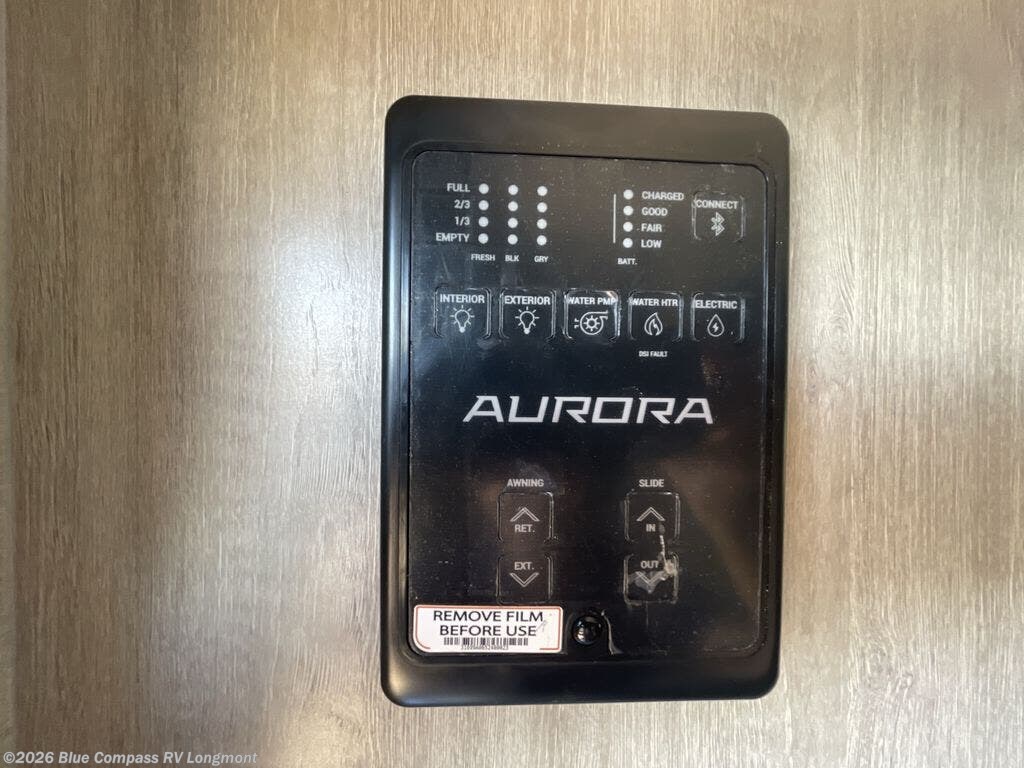 FULL
2/3
1/3
EMPTY
FRESH BLK GRY
CHARGED
GOOD
FAIR
LOW
BATT.
CONNECT
INTERIOR EXTERIOR WATER PMP WATER HTR ELECTRIC
DSI FAULT
AURORA
AWNING SLIDE
RET. IN
EXT. OUT
REMOVE FILM
BEFORE USE
©2026 Blue Compass RV Longmont